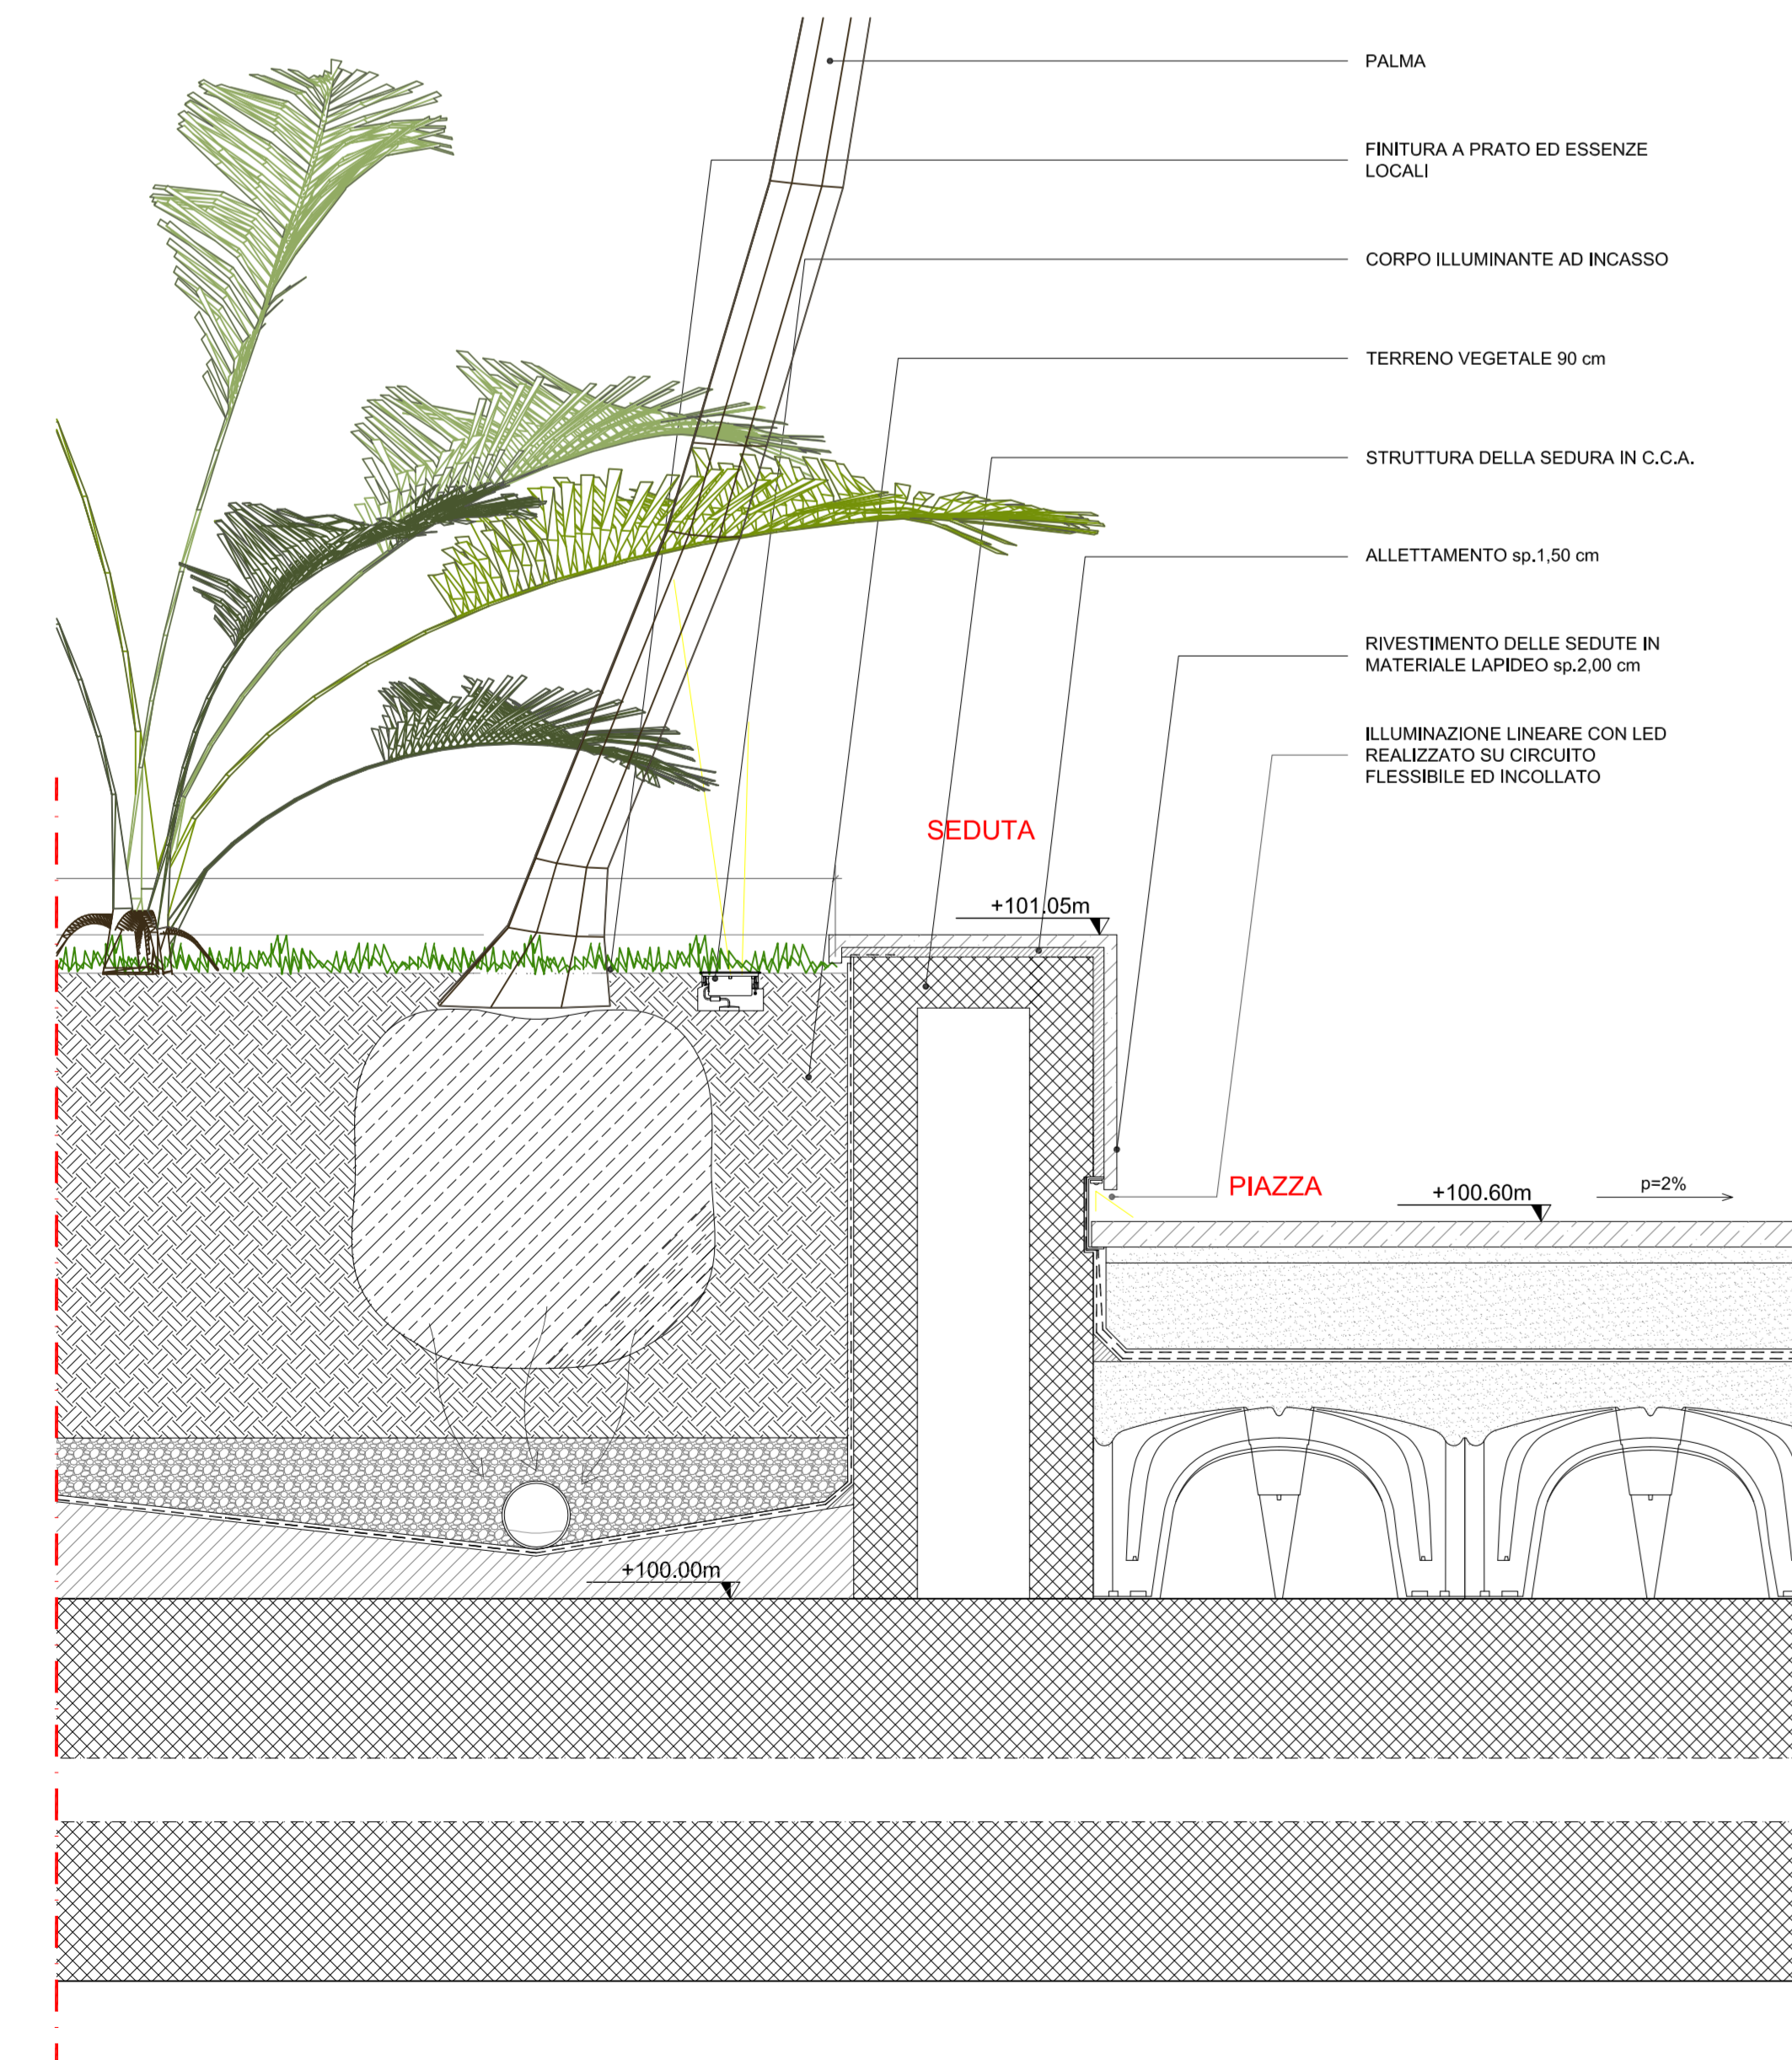 PALMA
FINITURA A PRATO ED ESSENZE
LOCALI
CORPO ILLUMINANTE AD INCASSO
TERRENO VEGETALE 90 cm
STRUTTURA DELLA SEDURA IN C.C.A.
ALLETTAMENTO sp.1,50 cm
RIVESTIMENTO DELLE SEDUTE IN
MATERIALE LAPIDEO sp.2,00 cm
ILLUMINAZIONE LINEARE CON LED
REALIZZATO SU CIRCUITO
FLESSIBILE ED INCOLLATO
SEDUTA
+101.05m
PIAZZA
+100.60m
p=2%
+100.00m